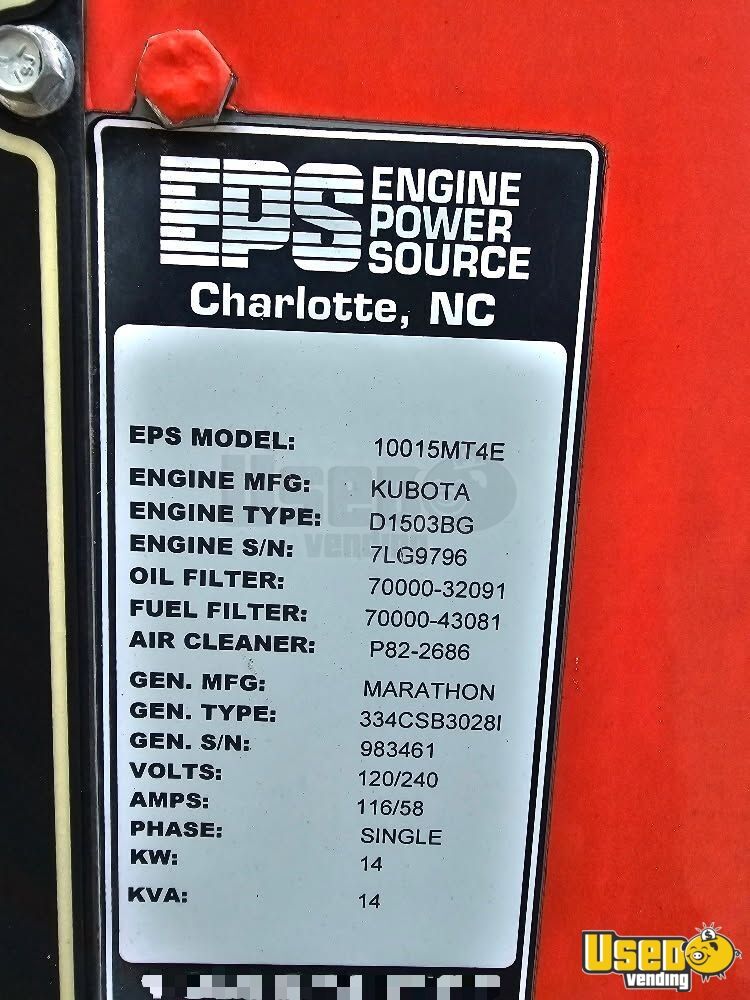 EPS ENGINE
POWER
SOURCE
Charlotte, NC
EPS MODEL: 10015MT4E
ENGINE MFG: KUBOTA
ENGINE TYPE: D1503BG
ENGINE S/N: 7LG9796
OIL FILTER: 70000-32091
FUEL FILTER: 70000-43081
AIR CLEANER: P82-2686
GEN. MFG: MARATHON
GEN. TYPE: 334CSB3028I
GEN. S/N: 983461
VOLTS: 120/240
AMPS: 116/58
PHASE: SINGLE
KW: 14
KVA: 14
Used
vending
Used
vending